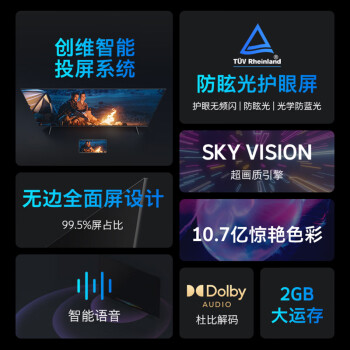 创维智能
投屏系统
TÜV Rheinland®
防眩光护眼屏
护眼无频闪|防眩光|光学防蓝光
SKY VISION
超画质引擎
无边全面屏设计
99.5%屏占比
10.7亿惊艳色彩
智能语音
Dolby
AUDIO
杜比解码
2GB
大运存